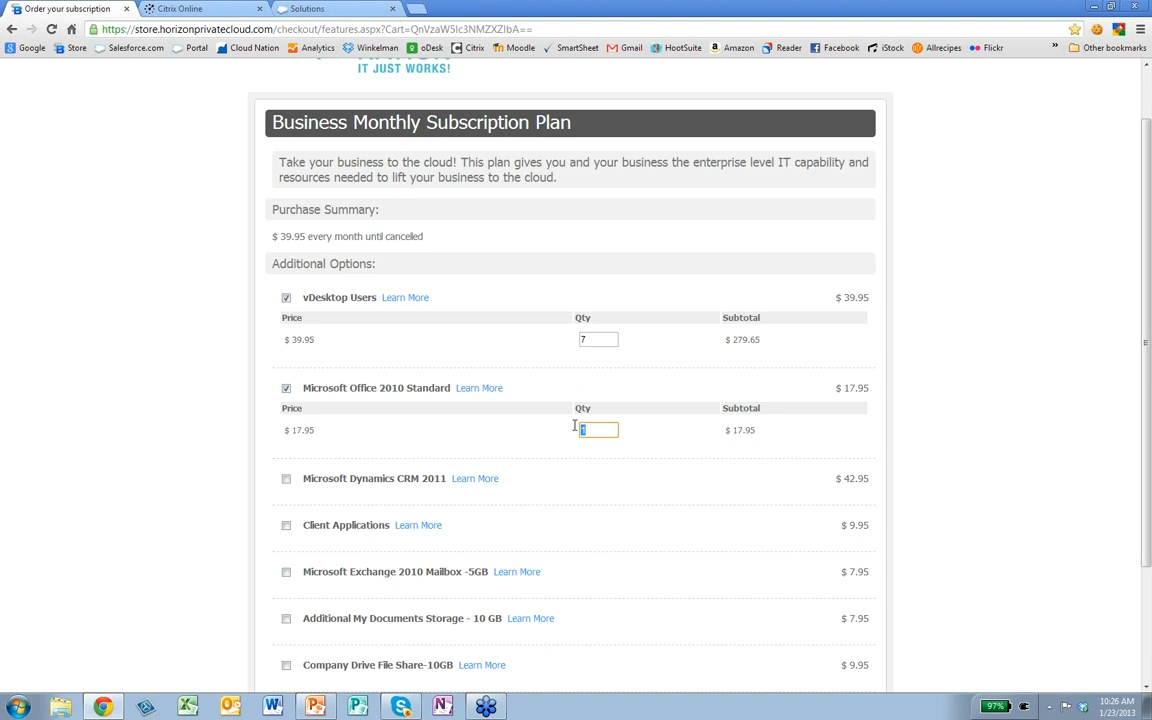 Order your subscription
Citrix Online
Solutions
https://store.horizonprivatecloud.com/checkout/features.aspx?Cart=QnVzaW5lc3NMZXZlbA==
Google Store Salesforce.com Portal Cloud Nation Analytics Winkelman oDesk Citrix Moodle SmartSheet Gmail HootSuite Amazon Reader Facebook iStock Allrecipes Flickr » Other bookmarks
IT JUST WORKS!
Business Monthly Subscription Plan
Take your business to the cloud! This plan gives you and your business the enterprise level IT capability and
resources needed to lift your business to the cloud.
Purchase Summary:
$ 39.95 every month until cancelled
Additional Options:
vDesktop Users Learn More $ 39.95
Price Qty Subtotal
$ 39.95 7 $ 279.65
Microsoft Office 2010 Standard Learn More $ 17.95
Price Qty Subtotal
$ 17.95 1 $ 17.95
Microsoft Dynamics CRM 2011 Learn More $ 42.95
Client Applications Learn More $ 9.95
Microsoft Exchange 2010 Mailbox -5GB Learn More $ 7.95
Additional My Documents Storage - 10 GB Learn More $ 7.95
Company Drive File Share-10GB Learn More $ 9.95
97%
10:26 AM
1/23/2013